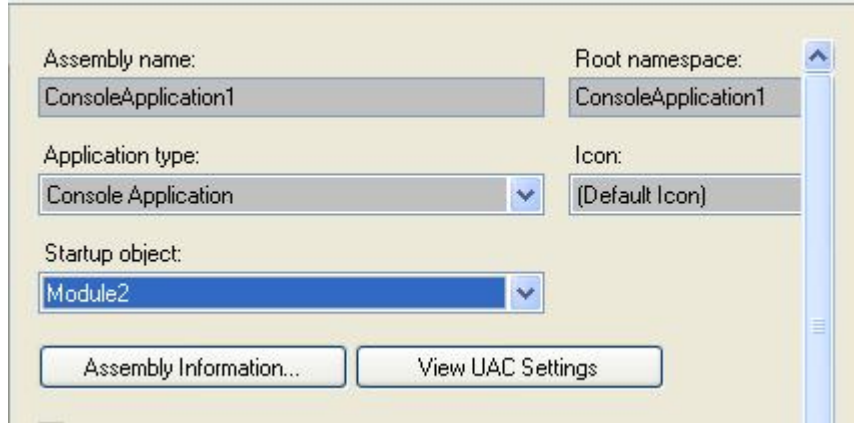 Assembly name:
Root namespace:
ConsoleApplication1
ConsoleApplication1
Application type:
Icon:
Console Application
(Default Icon)
Startup object:
Module2
Assembly Information...
View UAC Settings